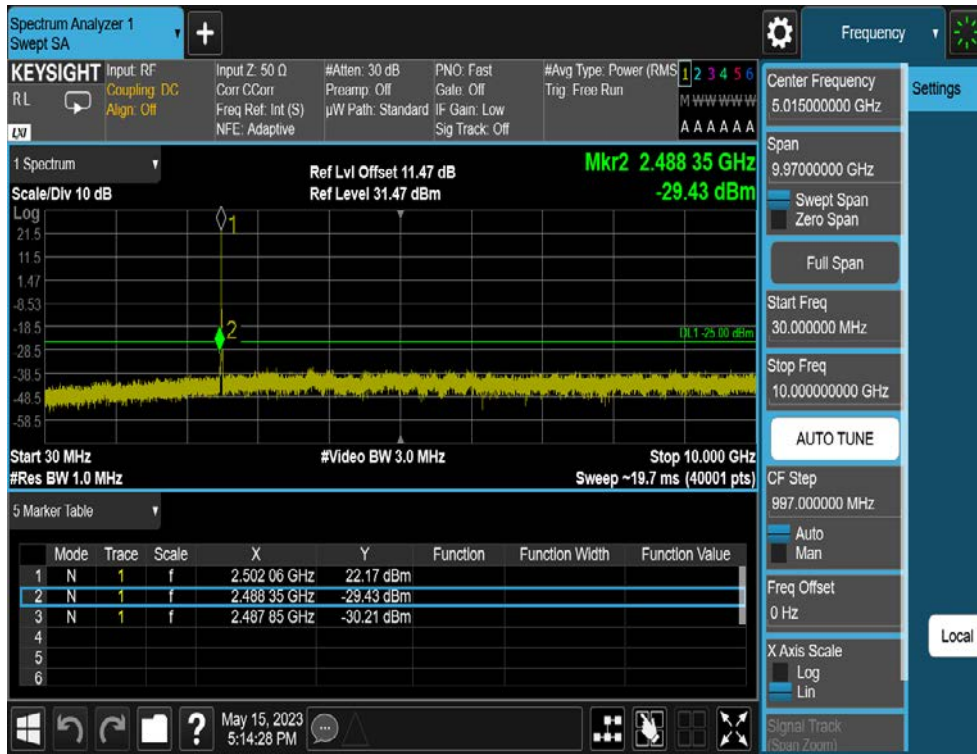 Spectrum Analyzer 1
Swept SA
+
Frequency
KEYSIGHT
RL
LXI
Input: RF
Coupling: DC
Align: Off
Input Z: 50 Ω
Corr CCorr
Freq Ref: Int (S)
NFE: Adaptive
#Atten: 30 dB
Preamp: Off
µW Path: Standard
PNO: Fast
Gate: Off
IF Gain: Low
Sig Track: Off
#Avg Type: Power (RMS
Trig: Free Run
1 2 3 4 5 6
M W W W W W
A A A A A A
1 Spectrum
Scale/Div 10 dB
Ref Lvl Offset 11.47 dB
Ref Level 31.47 dBm
Mkr2 2.488 35 GHz
-29.43 dBm
Log
21.5
11.5
1.47
-8.53
-18.5
-28.5
-38.5
-48.5
-58.5
1
2
DL1 -25.00 dBm
Start 30 MHz
#Res BW 1.0 MHz
#Video BW 3.0 MHz
Stop 10.000 GHz
Sweep ~19.7 ms (40001 pts)
5 Marker Table
Mode Trace Scale X Y Function Function Width Function Value
1 N 1 f 2.502 06 GHz 22.17 dBm
2 N 1 f 2.488 35 GHz -29.43 dBm
3 N 1 f 2.487 85 GHz -30.21 dBm
4
5
6
?
May 15, 2023
5:14:28 PM
Center Frequency
5.015000000 GHz
Span
9.97000000 GHz
Swept Span
Zero Span
Full Span
Start Freq
30.000000 MHz
Stop Freq
10.000000000 GHz
AUTO TUNE
CF Step
997.000000 MHz
Auto
Man
Freq Offset
0 Hz
X Axis Scale
Log
Lin
Signal Track
(Span Zoom)
Settings
Local